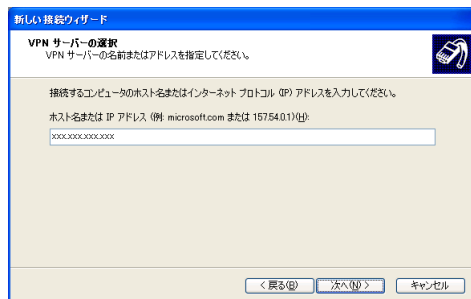 新しい接続ウィザード
VPN サーバーの選択
VPN サーバーの名前またはアドレスを指定してください。
接続するコンピュータのホスト名またはインターネット プロトコル (IP) アドレスを入力してください。
ホスト名または IP アドレス (例: microsoft.com または 157.54.0.1)(H):
xxx.xxx.xxx.xxx
< 戻る(B) 次へ(N) > キャンセル